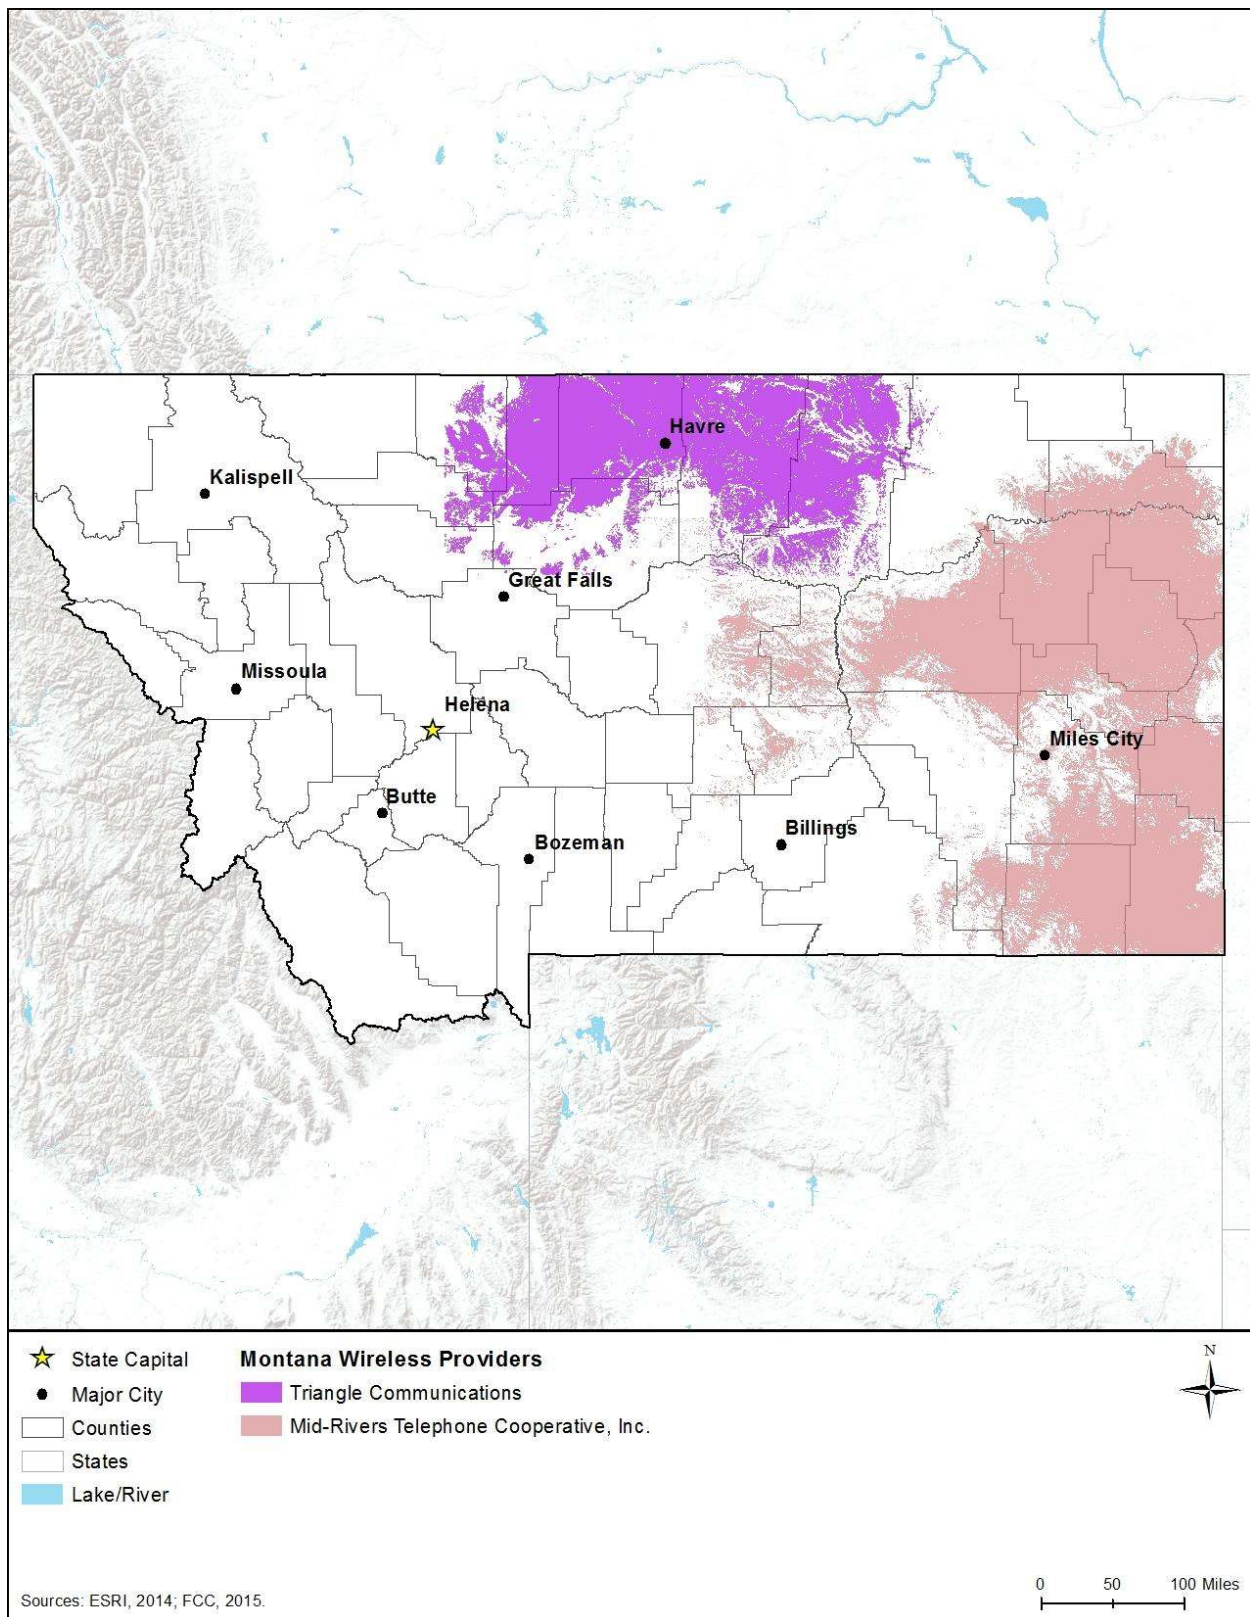 Havre
Kalispell
Great Falls
Missoula
Helena
Miles City
Butte
Billings
Bozeman
State Capital
Major City
Counties
States
Lake/River
Montana Wireless Providers
Triangle Communications
Mid-Rivers Telephone Cooperative, Inc.
N
0 50 100 Miles
Sources: ESRI, 2014; FCC, 2015.